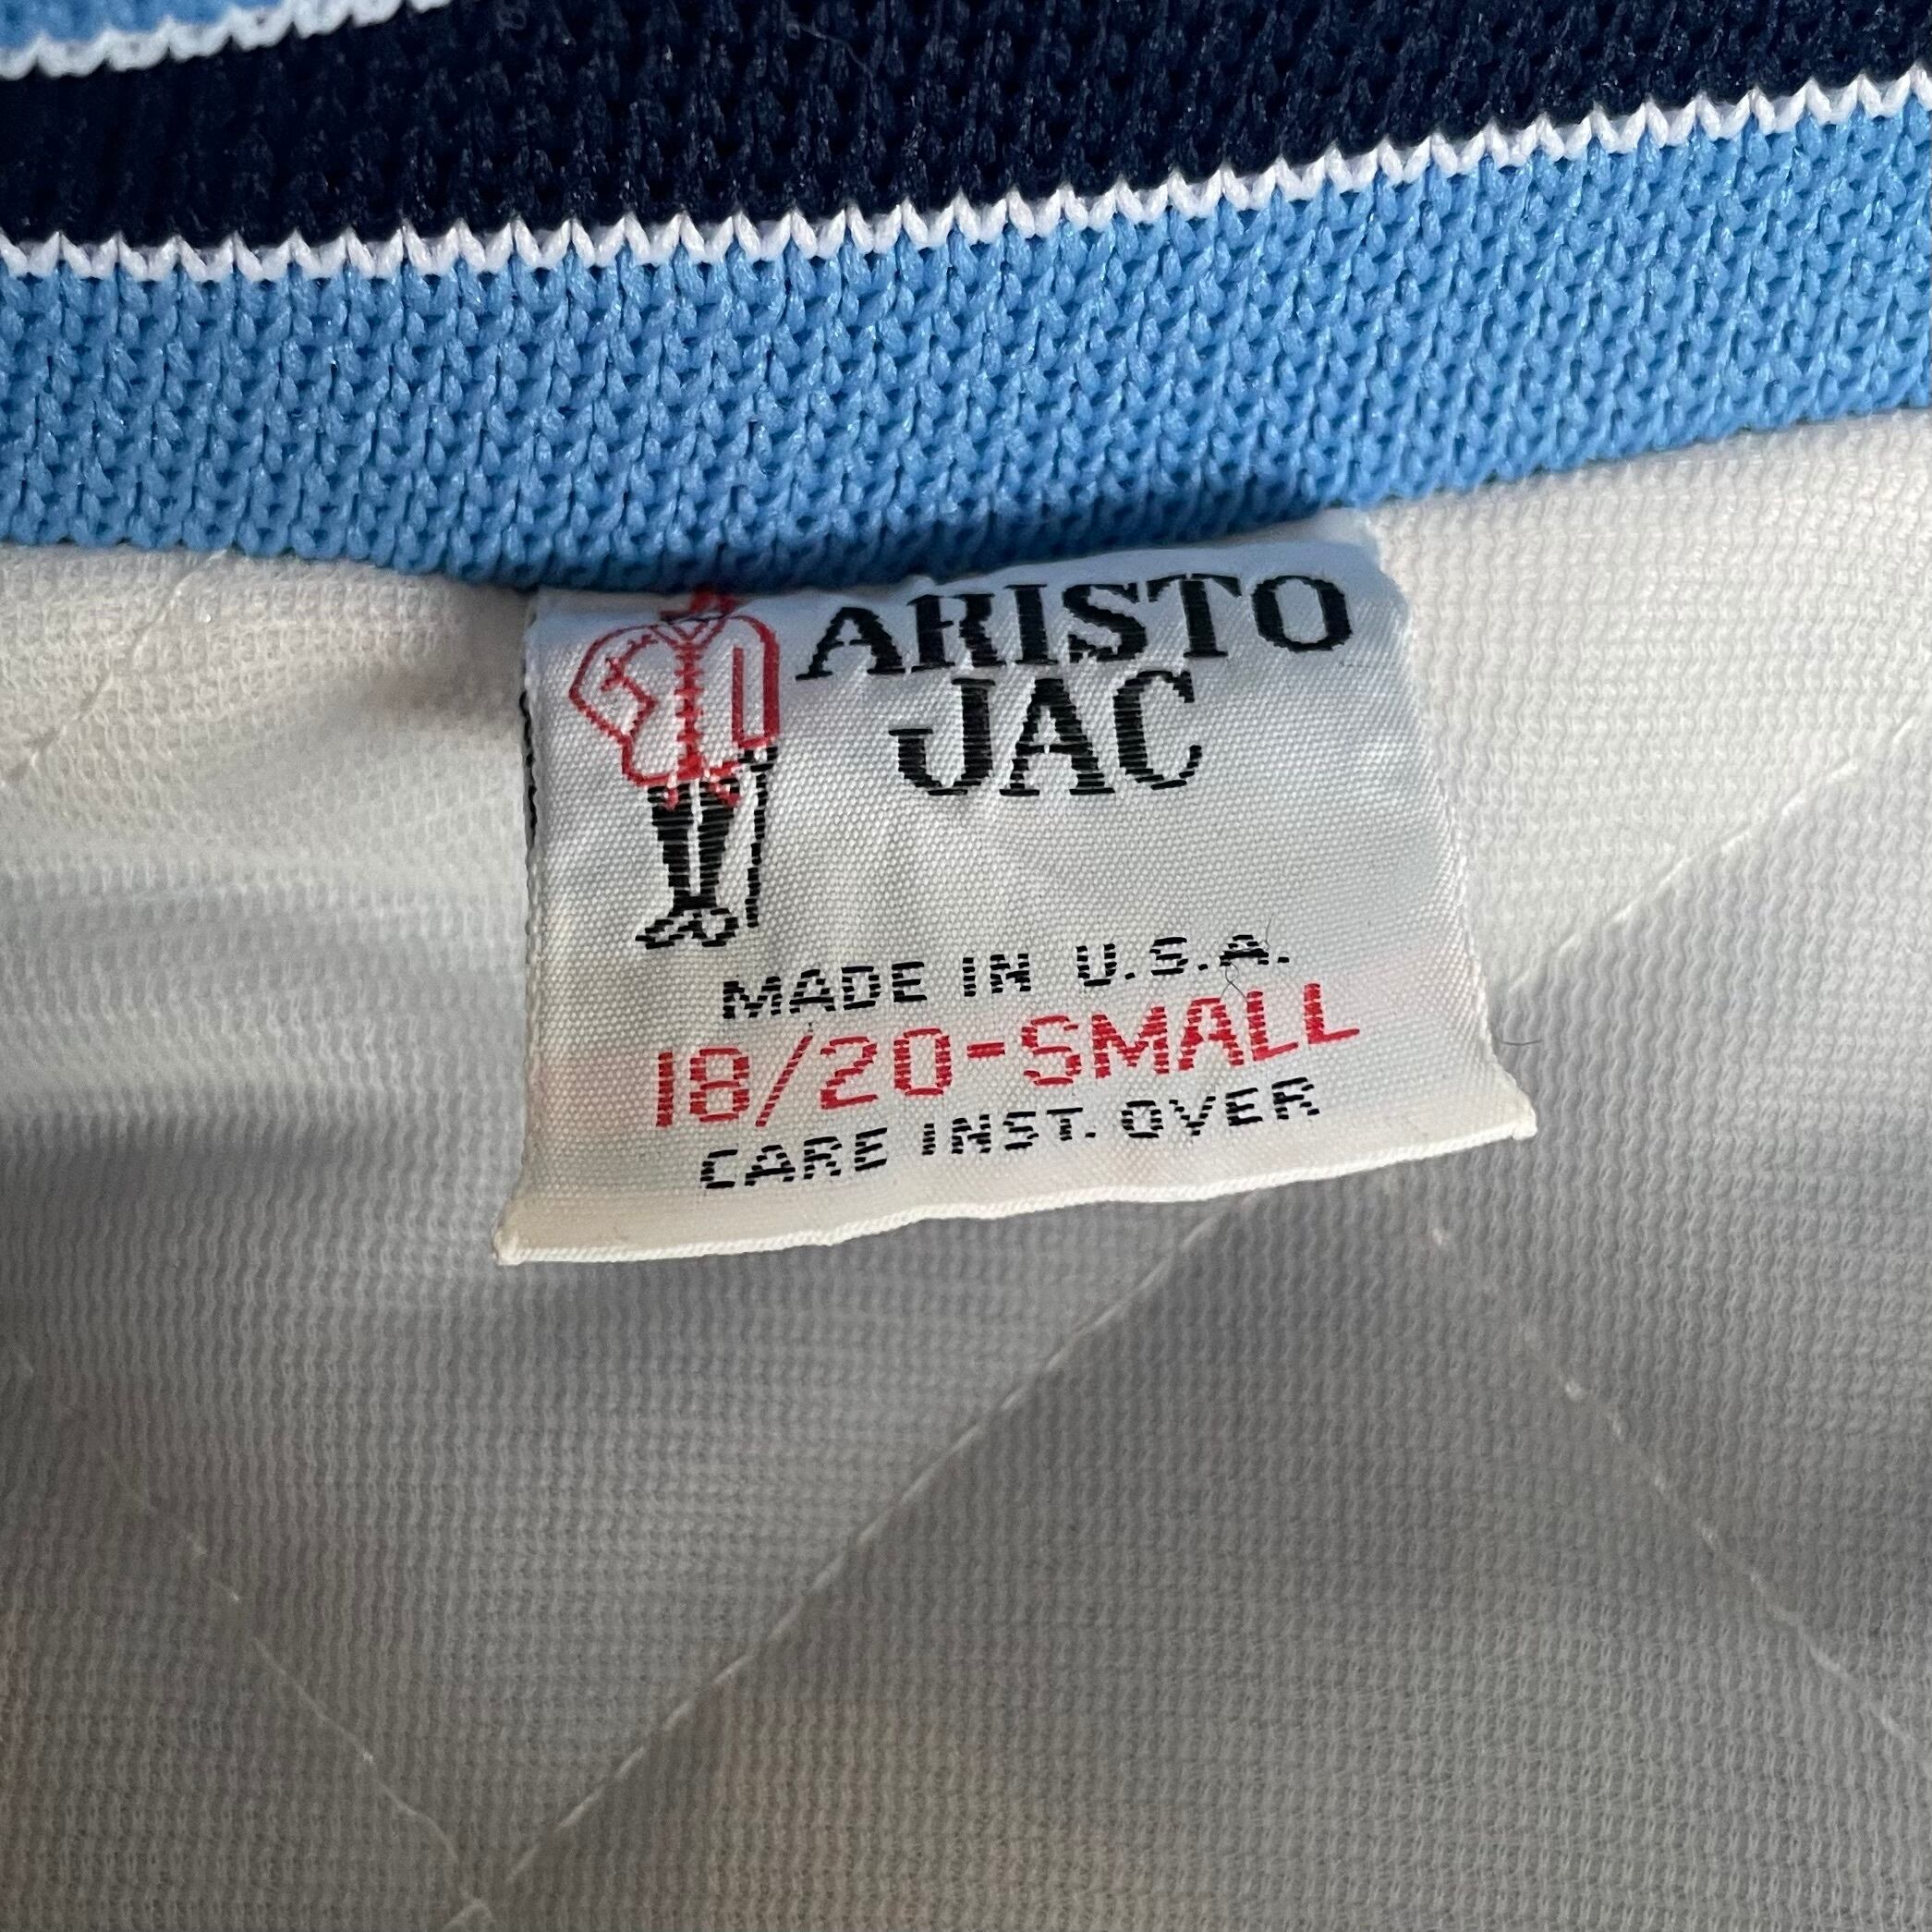 ARISTO
JAC
MADE IN U.S.A.
18/20-SMALL
CARE INST. OVER